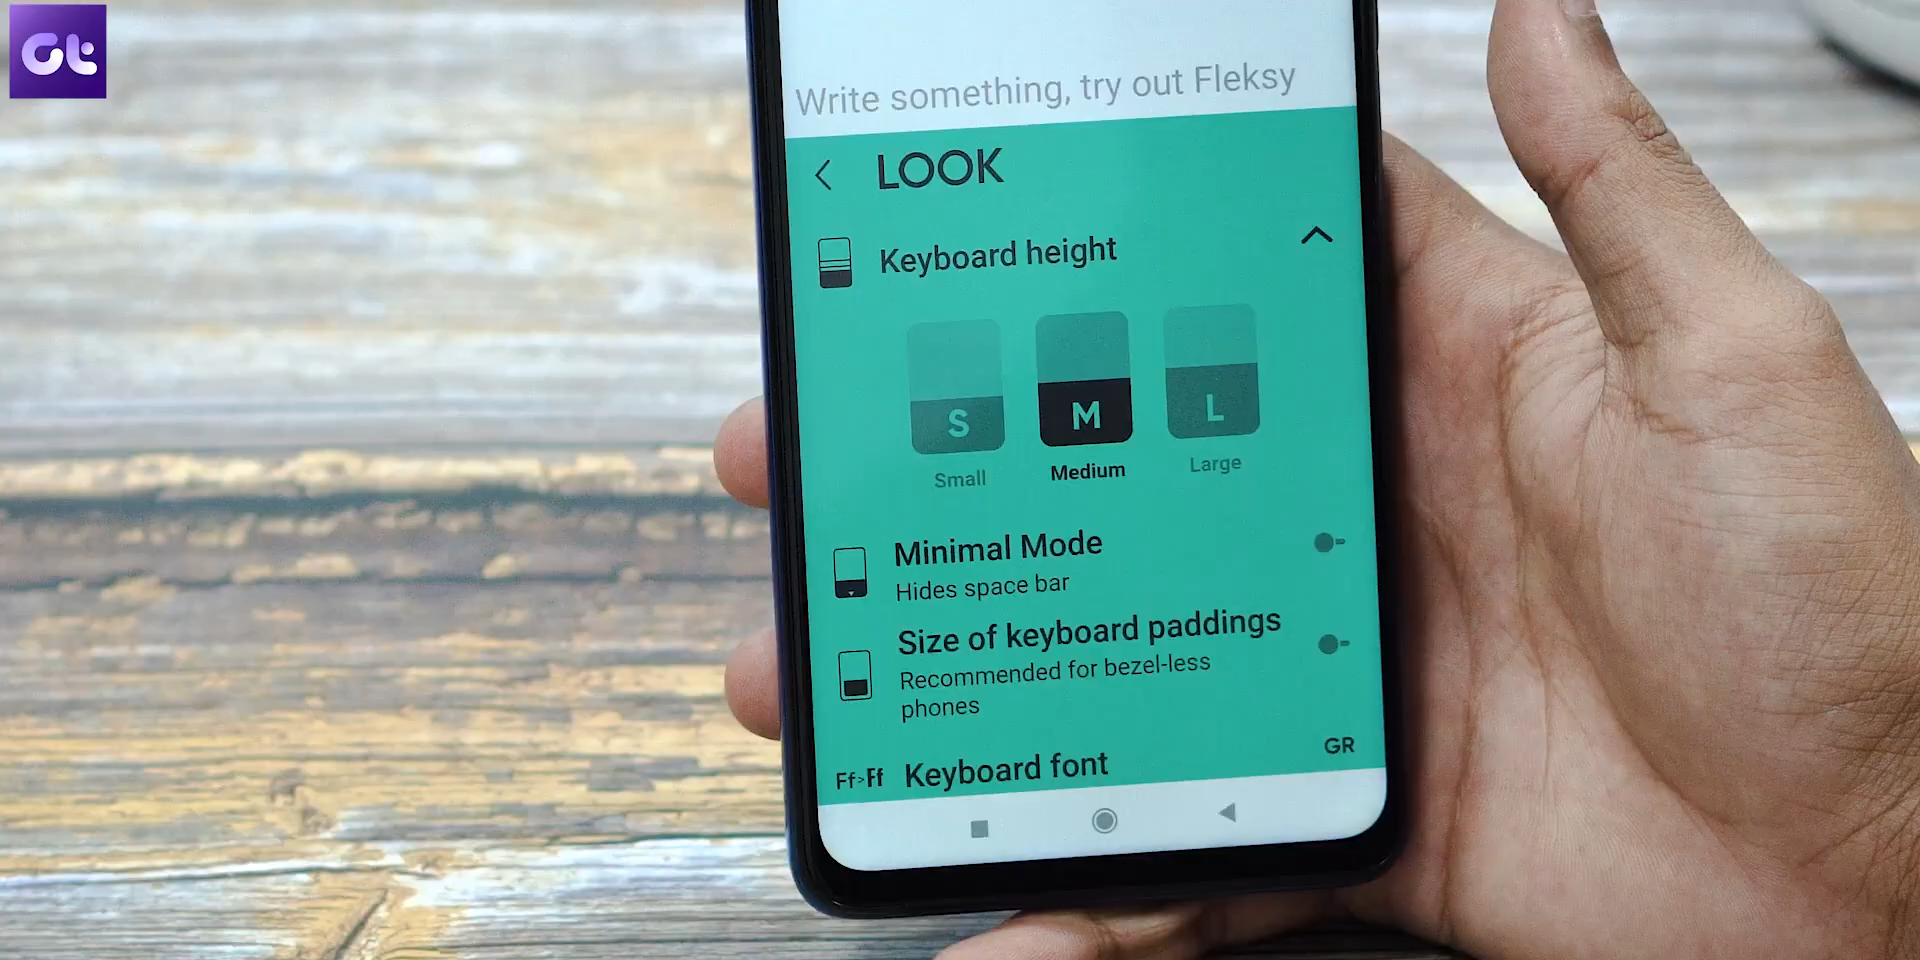 Gt
Write something, try out Fleksy
LOOK
Keyboard height
S
M
L
Small
Medium
Large
Minimal Mode
Hides space bar
Size of keyboard paddings
Recommended for bezel-less
phones
GR
Ff>Ff Keyboard font